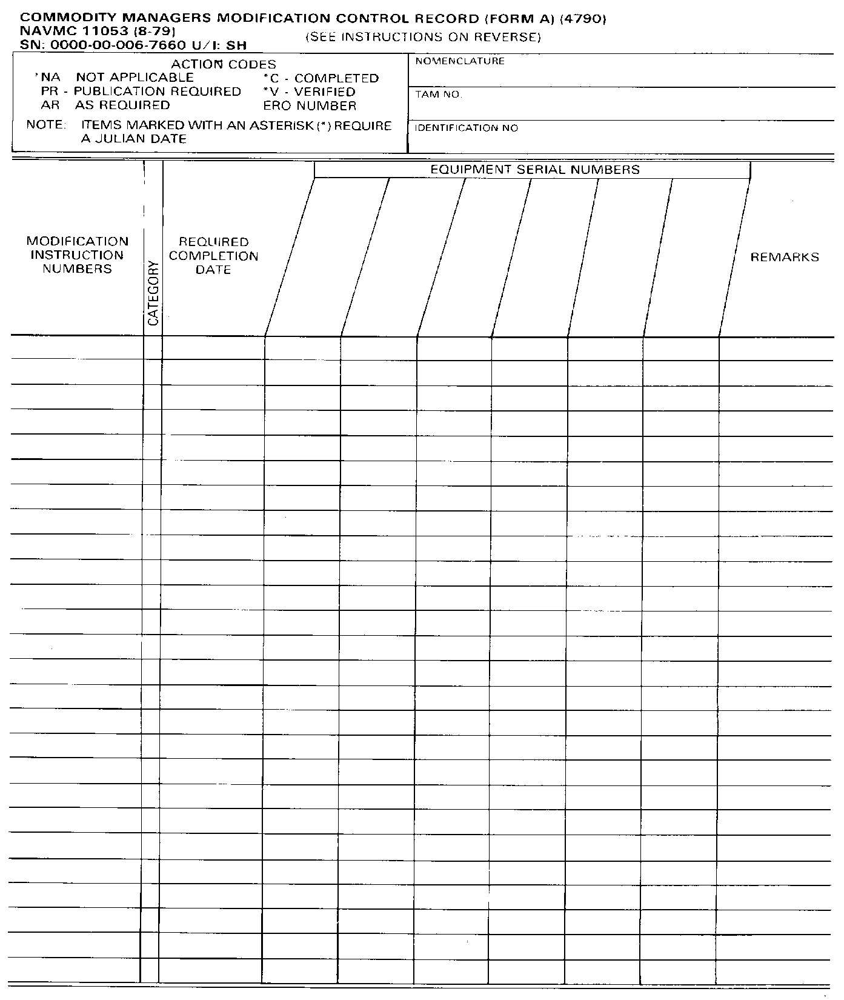 COMMODITY MANAGERS MODIFICATION CONTROL RECORD (FORM A) (4790)
NAVMC 11053 (8-79)
(SEE INSTRUCTIONS ON REVERSE)
SN: 0000-00-006-7660 U/I: SH
ACTION CODES
*NA NOT APPLICABLE *C - COMPLETED
PR - PUBLICATION REQUIRED *V - VERIFIED
AR AS REQUIRED ERO NUMBER
NOTE: ITEMS MARKED WITH AN ASTERISK (*) REQUIRE
A JULIAN DATE
NOMENCLATURE
TAM NO.
IDENTIFICATION NO
EQUIPMENT SERIAL NUMBERS
MODIFICATION
INSTRUCTION
NUMBERS
CATEGORY
REQUIRED
COMPLETION
DATE
REMARKS